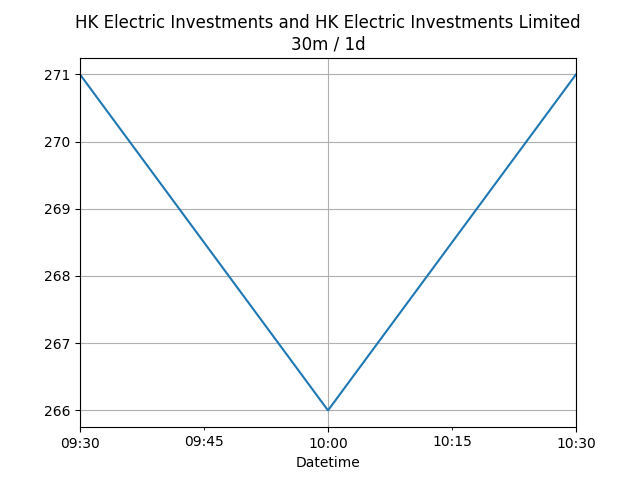 HK Electric Investments and HK Electric Investments Limited
30m / 1d
271
270
269
268
267
266
09:30 09:45 10:00 10:15 10:30
Datetime